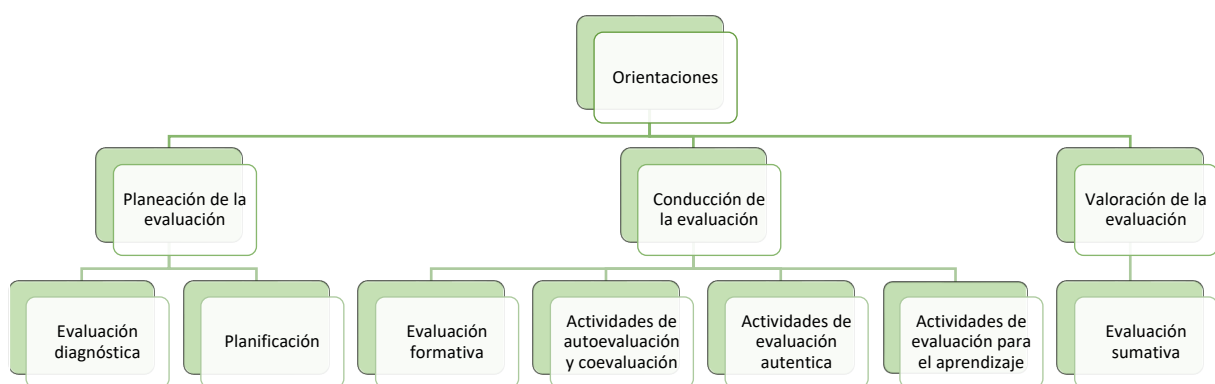 Orientaciones
Planeación de la
evaluación
Conducción de
la evaluación
Valoración de la
evaluación
Evaluación
diagnóstica
Planificación
Evaluación
formativa
Actividades de
autoevaluación
y coevaluación
Actividades de
evaluación
autentica
Actividades de
evaluación para
el aprendizaje
Evaluación
sumativa